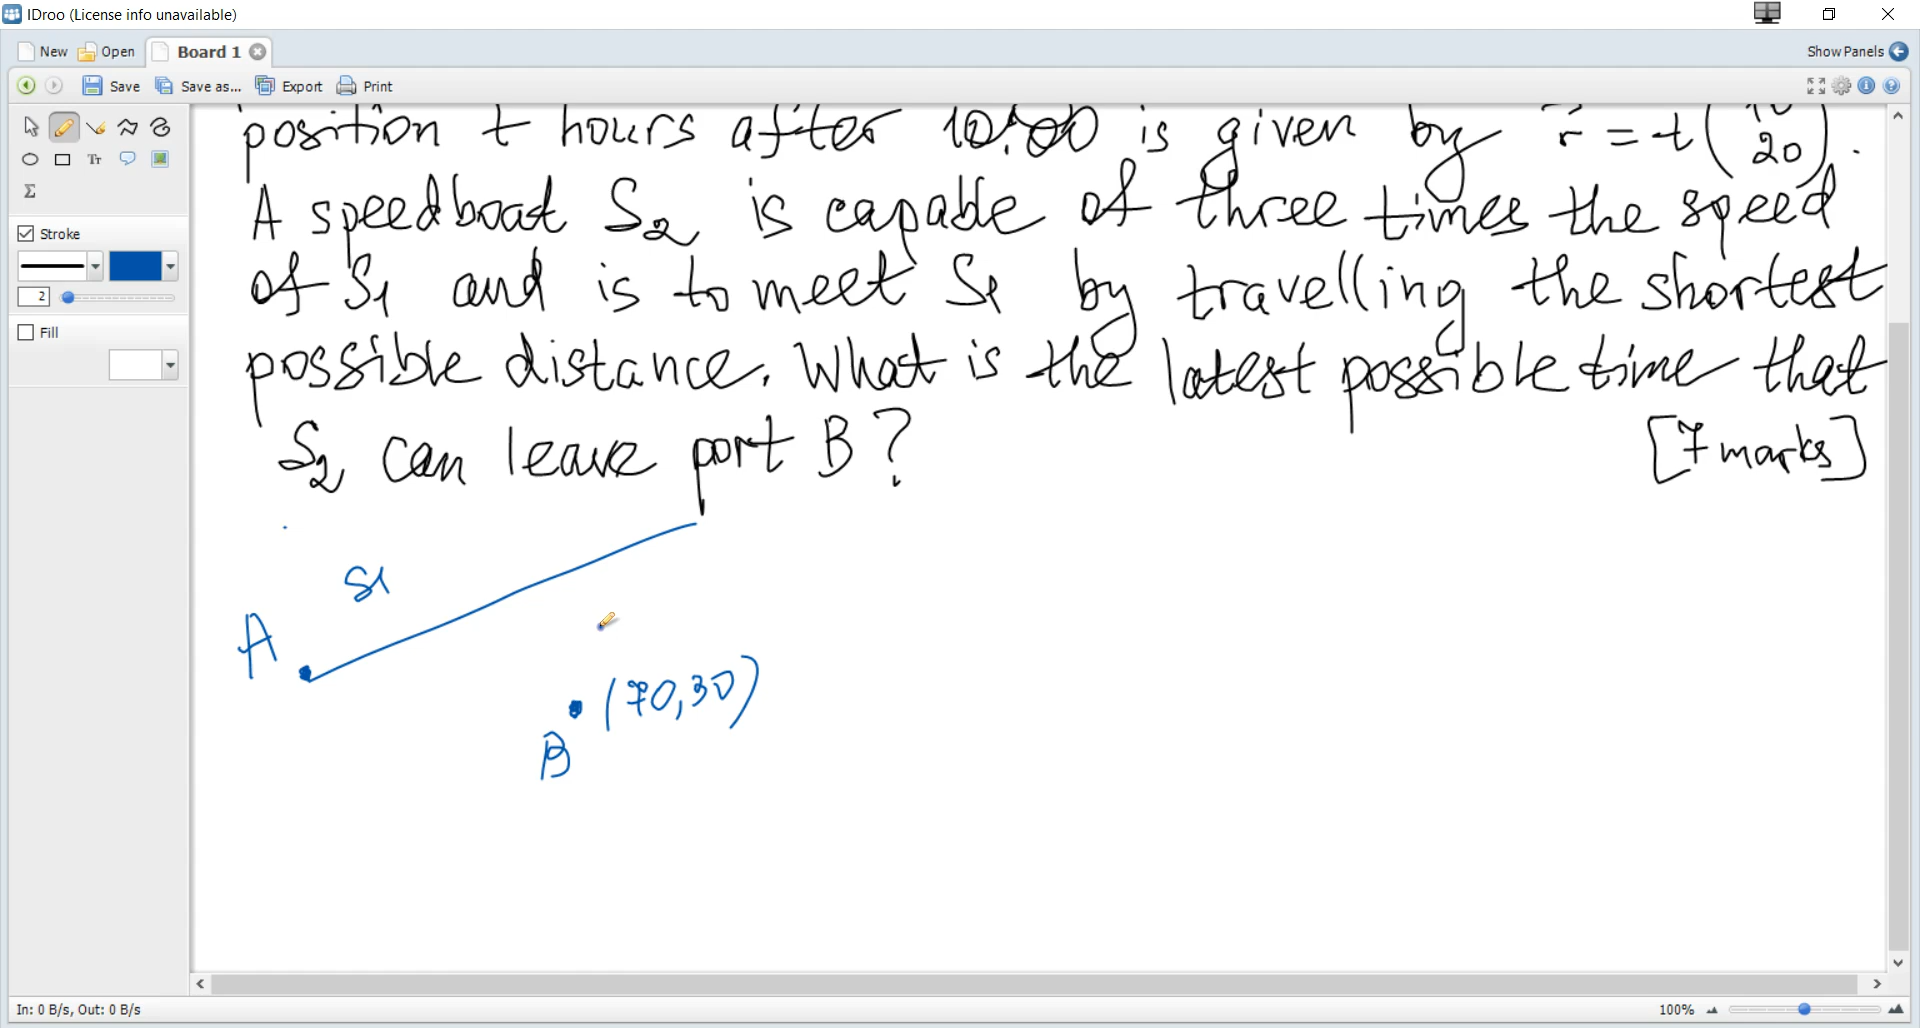 IDroo (License info unavailable)
New Open Board 1 Show Panels
Save Save as... Export Print
position t hours after 10:00 is given by r = t ( 20 ) .
A speedboat S2 is capable of three times the speed
of S1 and is to meet S1 by travelling the shortest
possible distance. What is the latest possible time that
S2 can leave port B? [7 marks]
Stroke
2
Fill
S1
A
(70,30)
B
In: 0 B/s, Out: 0 B/s 100%